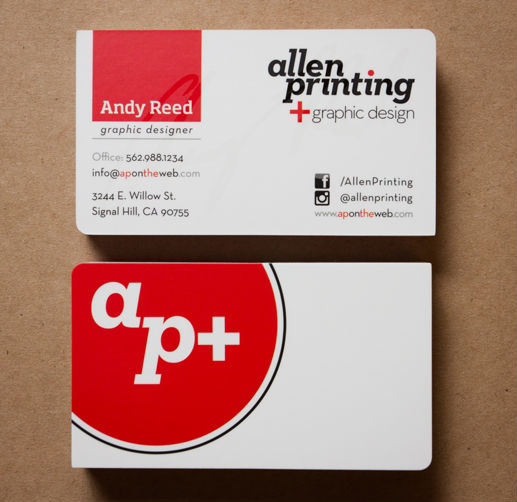 Andy Reed
graphic designer
Office: 562.988.1234
info@apontheweb.com
3244 E. Willow St.
Signal Hill, CA 90755
allen
printing
+graphic design
f /AllenPrinting
@allenprinting
www.apontheweb.com
ap+